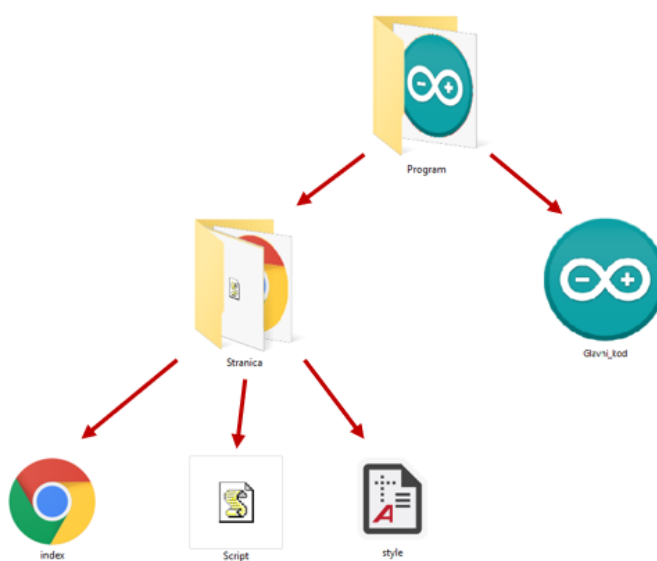 Program
Stranica
Glavni_kod
index
Script
style